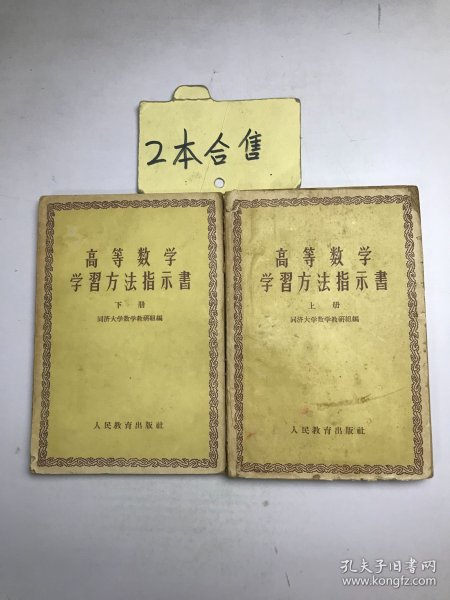 2本合售
高等数学
学習方法指示書
下册
同济大学数学教研組編
人民教育出版社
高等数学
学習方法指示書
上册
同济大学数学教研組編
人民教育出版社
孔夫子旧书网
www.kongfz.com